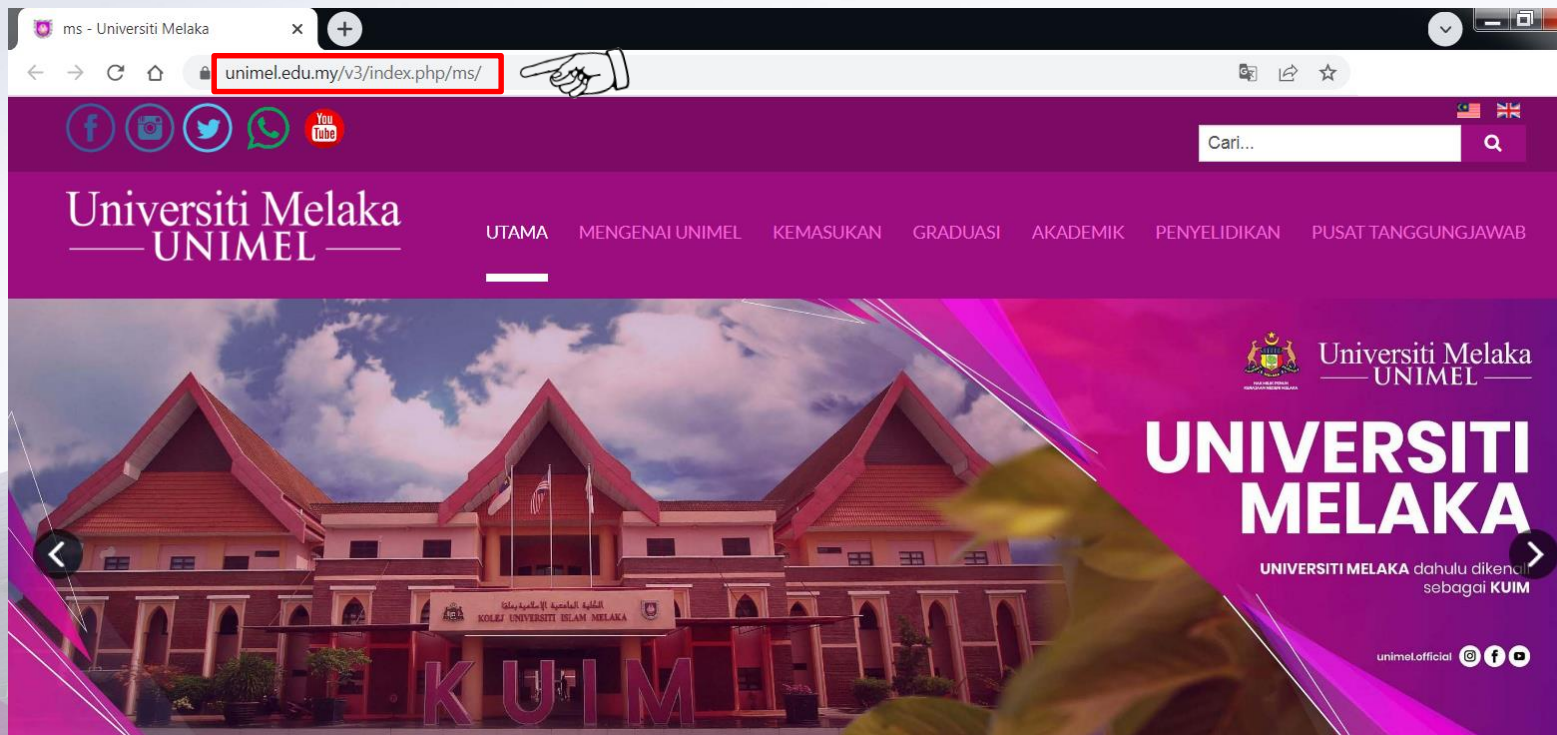 ms - Universiti Melaka
unimel.edu.my/v3/index.php/ms/
You
Tube
Cari...
Universiti Melaka
UNIMEL
UTAMA MENGENAI UNIMEL KEMASUKAN GRADUASI AKADEMIK PENYELIDIKAN PUSAT TANGGUNGJAWAB
Universiti Melaka
UNIMEL
UNIVERSITI
MELAKA
UNIVERSITI MELAKA dahulu dikenali
sebagai KUIM
unimel.official
KOLEJ UNIVERSITI ISLAM MELAKA
KUIM